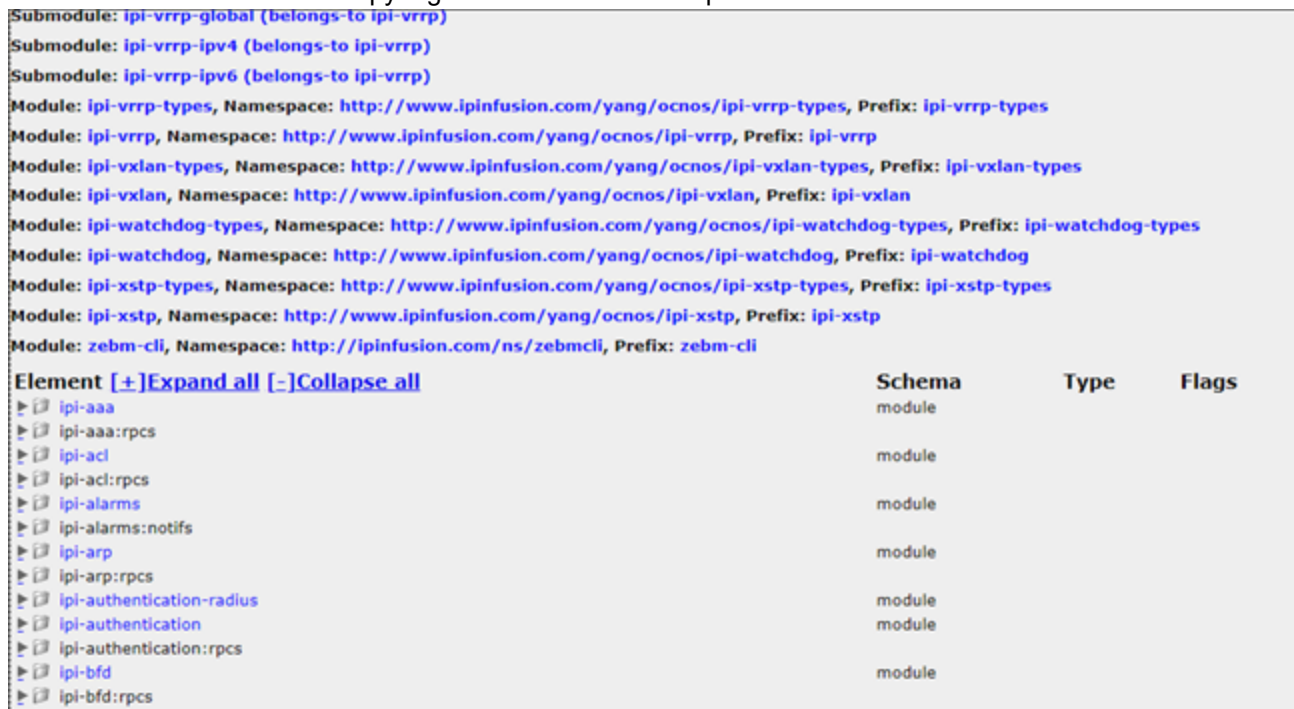 Submodule: ipi-vrrp-global (belongs-to ipi-vrrp)
Submodule: ipi-vrrp-ipv4 (belongs-to ipi-vrrp)
Submodule: ipi-vrrp-ipv6 (belongs-to ipi-vrrp)
Module: ipi-vrrp-types, Namespace: http://www.ipinfusion.com/yang/ocnos/ipi-vrrp-types, Prefix: ipi-vrrp-types
Module: ipi-vrrp, Namespace: http://www.ipinfusion.com/yang/ocnos/ipi-vrrp, Prefix: ipi-vrrp
Module: ipi-vxlan-types, Namespace: http://www.ipinfusion.com/yang/ocnos/ipi-vxlan-types, Prefix: ipi-vxlan-types
Module: ipi-vxlan, Namespace: http://www.ipinfusion.com/yang/ocnos/ipi-vxlan, Prefix: ipi-vxlan
Module: ipi-watchdog-types, Namespace: http://www.ipinfusion.com/yang/ocnos/ipi-watchdog-types, Prefix: ipi-watchdog-types
Module: ipi-watchdog, Namespace: http://www.ipinfusion.com/yang/ocnos/ipi-watchdog, Prefix: ipi-watchdog
Module: ipi-xstp-types, Namespace: http://www.ipinfusion.com/yang/ocnos/ipi-xstp-types, Prefix: ipi-xstp-types
Module: ipi-xstp, Namespace: http://www.ipinfusion.com/yang/ocnos/ipi-xstp, Prefix: ipi-xstp
Module: zebm-cli, Namespace: http://ipinfusion.com/ns/zebmcli, Prefix: zebm-cli
Element [+]Expand all [-]Collapse all Schema Type Flags
ipi-aaa module
ipi-aaa:rpcs
ipi-acl module
ipi-acl:rpcs
ipi-alarms module
ipi-alarms:notifs
ipi-arp module
ipi-arp:rpcs
ipi-authentication-radius module
ipi-authentication module
ipi-authentication:rpcs
ipi-bfd module
ipi-bfd:rpcs